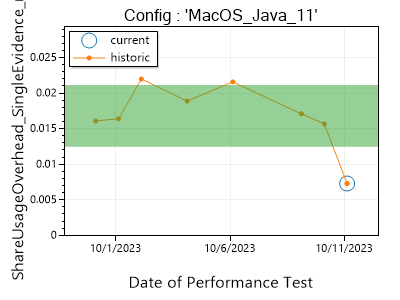 Config : 'MacOS_Java_11'
ShareUsageOverhead_SingleEvidence_
current
historic
0.025
0.02
0.015
0.01
0.005
0
10/1/2023
10/6/2023
10/11/2023
Date of Performance Test